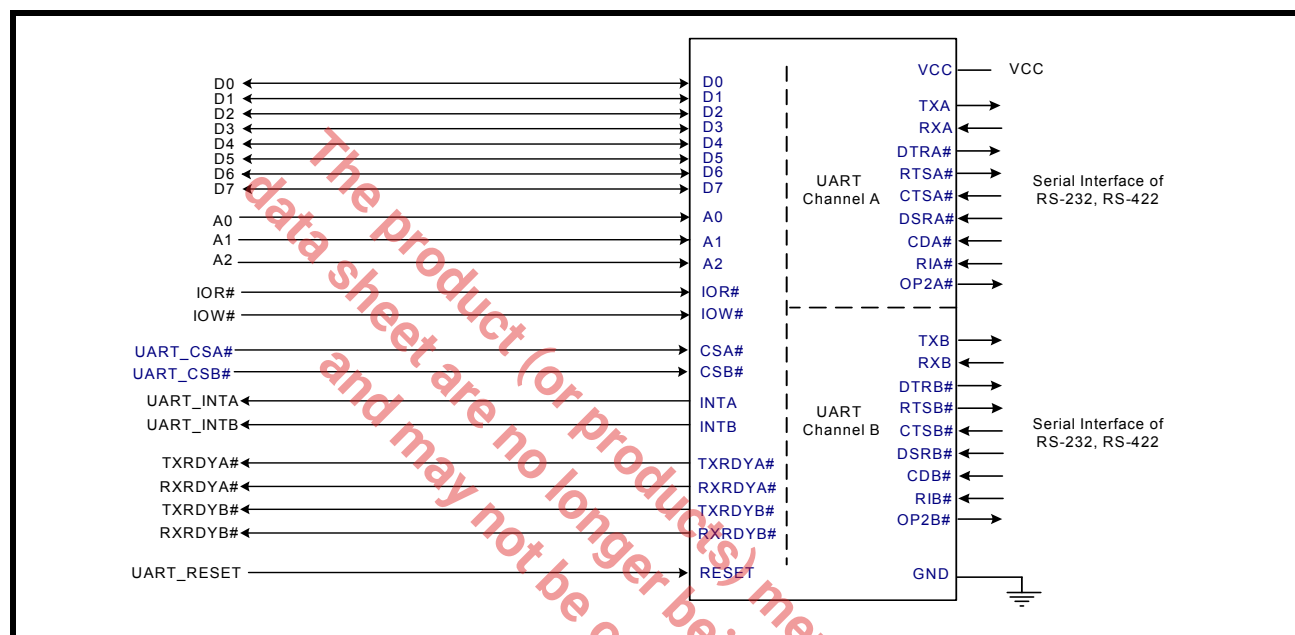 D0
D1
D2
D3
D4
D5
D6
D7
A0
A1
A2
IOR#
IOW#
UART_CSA#
UART_CSB#
UART_INTA
UART_INTB
TXRDYA#
RXRDYA#
TXRDYB#
RXRDYB#
UART_RESET
D0
D1
D2
D3
D4
D5
D6
D7
A0
A1
A2
IOR#
IOW#
CSA#
CSB#
INTA
INTB
TXRDYA#
RXRDYA#
TXRDYB#
RXRDYB#
RESET
UART
Channel A
UART
Channel B
VCC
TXA
RXA
DTRA#
RTSA#
CTSA#
DSRA#
CDA#
RIA#
OP2A#
TXB
RXB
DTRB#
RTSB#
CTSB#
DSRB#
CDB#
RIB#
OP2B#
GND
VCC
Serial Interface of
RS-232, RS-422
Serial Interface of
RS-232, RS-422
The product (or products)
data sheet are no longer
and may not be